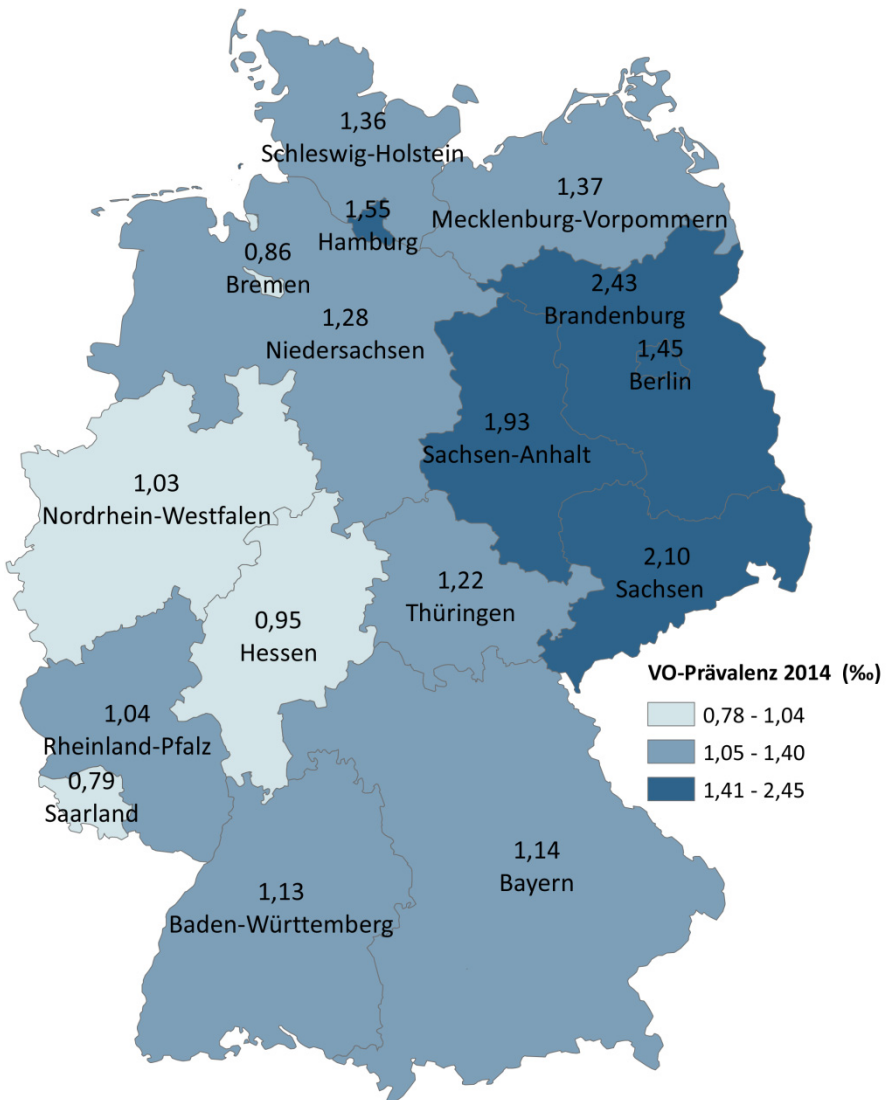 1,36
Schleswig-Holstein
1,37
Mecklenburg-Vorpommern
1,55
Hamburg
0,86
Bremen
2,43
Brandenburg
1,28
Niedersachsen
1,45
Berlin
1,93
Sachsen-Anhalt
1,03
Nordrhein-Westfalen
2,10
Sachsen
1,22
Thüringen
0,95
Hessen
VO-Prävalenz 2014 (‰)
0,78 - 1,04
1,05 - 1,40
1,41 - 2,45
1,04
Rheinland-Pfalz
0,79
Saarland
1,14
Bayern
1,13
Baden-Württemberg